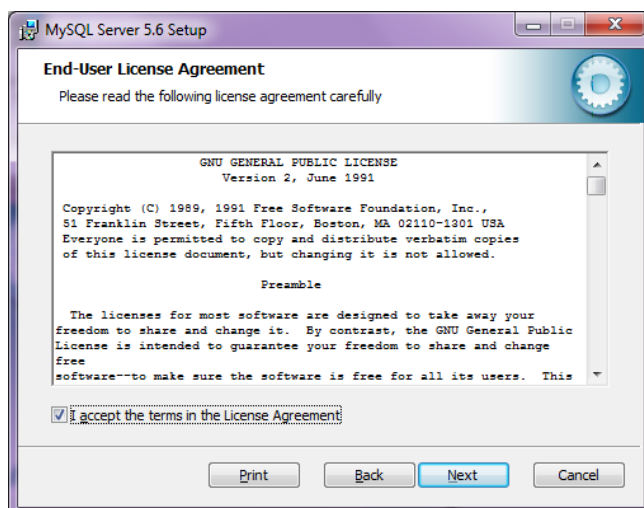 MySQL Server 5.6 Setup
End-User License Agreement
Please read the following license agreement carefully
GNU GENERAL PUBLIC LICENSE
Version 2, June 1991
Copyright (C) 1989, 1991 Free Software Foundation, Inc.,
51 Franklin Street, Fifth Floor, Boston, MA 02110-1301 USA
Everyone is permitted to copy and distribute verbatim copies
of this license document, but changing it is not allowed.
Preamble
The licenses for most software are designed to take away your
freedom to share and change it.  By contrast, the GNU General Public
License is intended to guarantee your freedom to share and change
free
software--to make sure the software is free for all its users.  This
I accept the terms in the License Agreement
Print Back Next Cancel